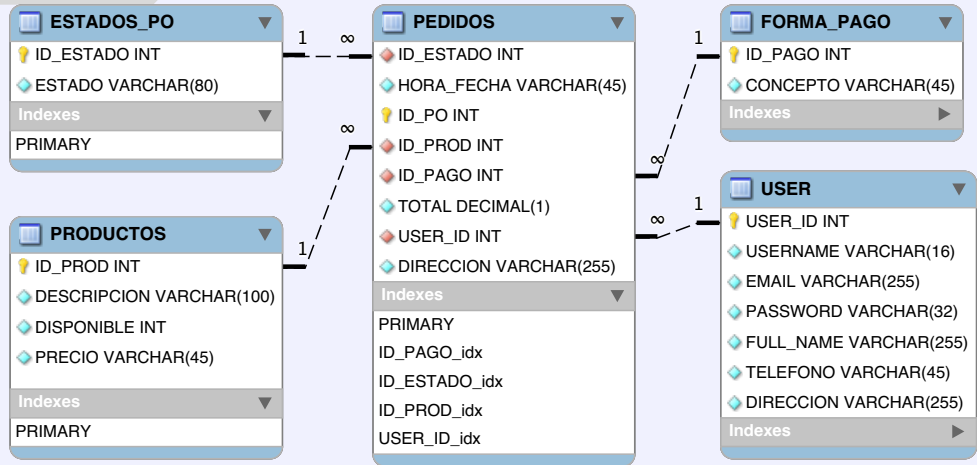 ESTADOS_PO
ID_ESTADO INT
ESTADO VARCHAR(80)
Indexes
PRIMARY
PRODUCTOS
ID_PROD INT
DESCRIPCION VARCHAR(100)
DISPONIBLE INT
PRECIO VARCHAR(45)
Indexes
PRIMARY
1
∞
∞
1
PEDIDOS
ID_ESTADO INT
HORA_FECHA VARCHAR(45)
ID_PO INT
ID_PROD INT
ID_PAGO INT
TOTAL DECIMAL(1)
USER_ID INT
DIRECCION VARCHAR(255)
Indexes
PRIMARY
ID_PAGO_idx
ID_ESTADO_idx
ID_PROD_idx
USER_ID_idx
1
∞
1
∞
FORMA_PAGO
ID_PAGO INT
CONCEPTO VARCHAR(45)
Indexes
USER
USER_ID INT
USERNAME VARCHAR(16)
EMAIL VARCHAR(255)
PASSWORD VARCHAR(32)
FULL_NAME VARCHAR(255)
TELEFONO VARCHAR(45)
DIRECCION VARCHAR(255)
Indexes